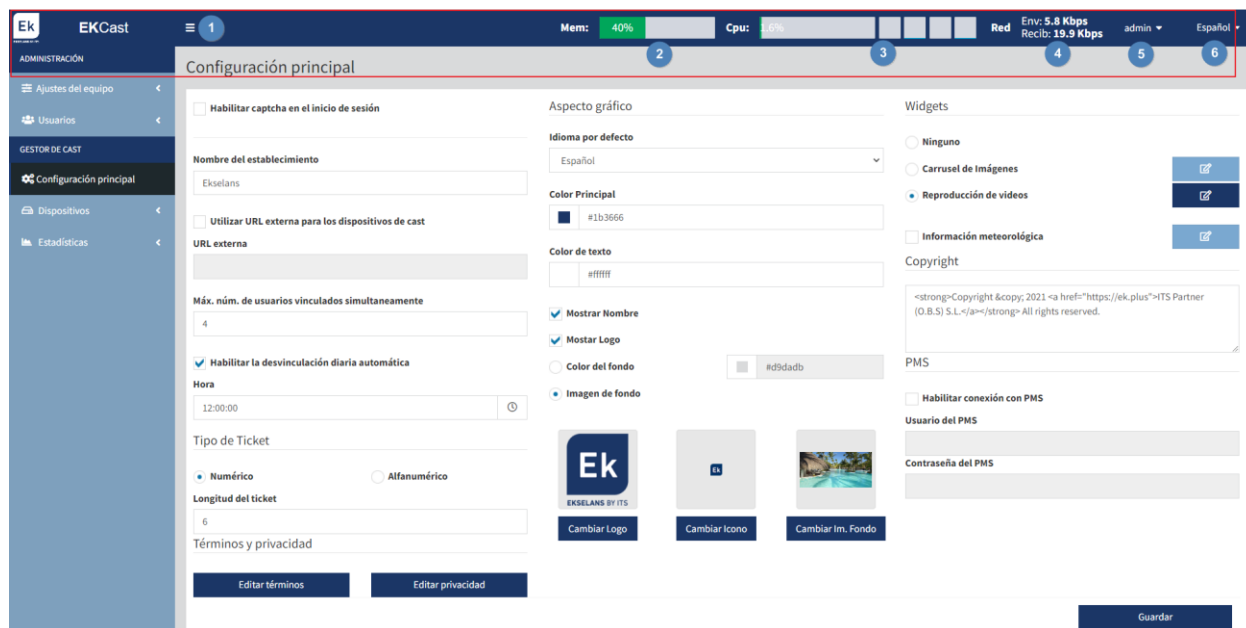 Ek
EKSELANS BY ITS
EKCast
1
Mem: 40%
2
Cpu: 1.6%
3
Red
Env: 5.8 Kbps
Recib: 19.9 Kbps
4
admin
5
Español
6
ADMINISTRACIÓN
Ajustes del equipo
Usuarios
GESTOR DE CAST
Configuración principal
Dispositivos
Estadísticas
Configuración principal
Habilitar captcha en el inicio de sesión
Nombre del establecimiento
Ekselans
Utilizar URL externa para los dispositivos de cast
URL externa
Máx. núm. de usuarios vinculados simultaneamente
4
Habilitar la desvinculación diaria automática
Hora
12:00:00
Tipo de Ticket
Numérico
Alfanumérico
Longitud del ticket
6
Términos y privacidad
Editar términos
Editar privacidad
Aspecto gráfico
Idioma por defecto
Español
Color Principal
#1b3666
Color de texto
#ffffff
Mostrar Nombre
Mostar Logo
Color del fondo
#d9dadb
Imagen de fondo
Ek
EKSELANS BY ITS
Ek
Cambiar Logo
Cambiar Icono
Cambiar Im. Fondo
Widgets
Ninguno
Carrusel de Imágenes
Reproducción de videos
Información meteorológica
Copyright
<strong>Copyright &copy; 2021 <a href="https://ek.plus">ITS Partner
(O.B.S) S.L.</a></strong> All rights reserved.
PMS
Habilitar conexión con PMS
Usuario del PMS
Contraseña del PMS
Guardar